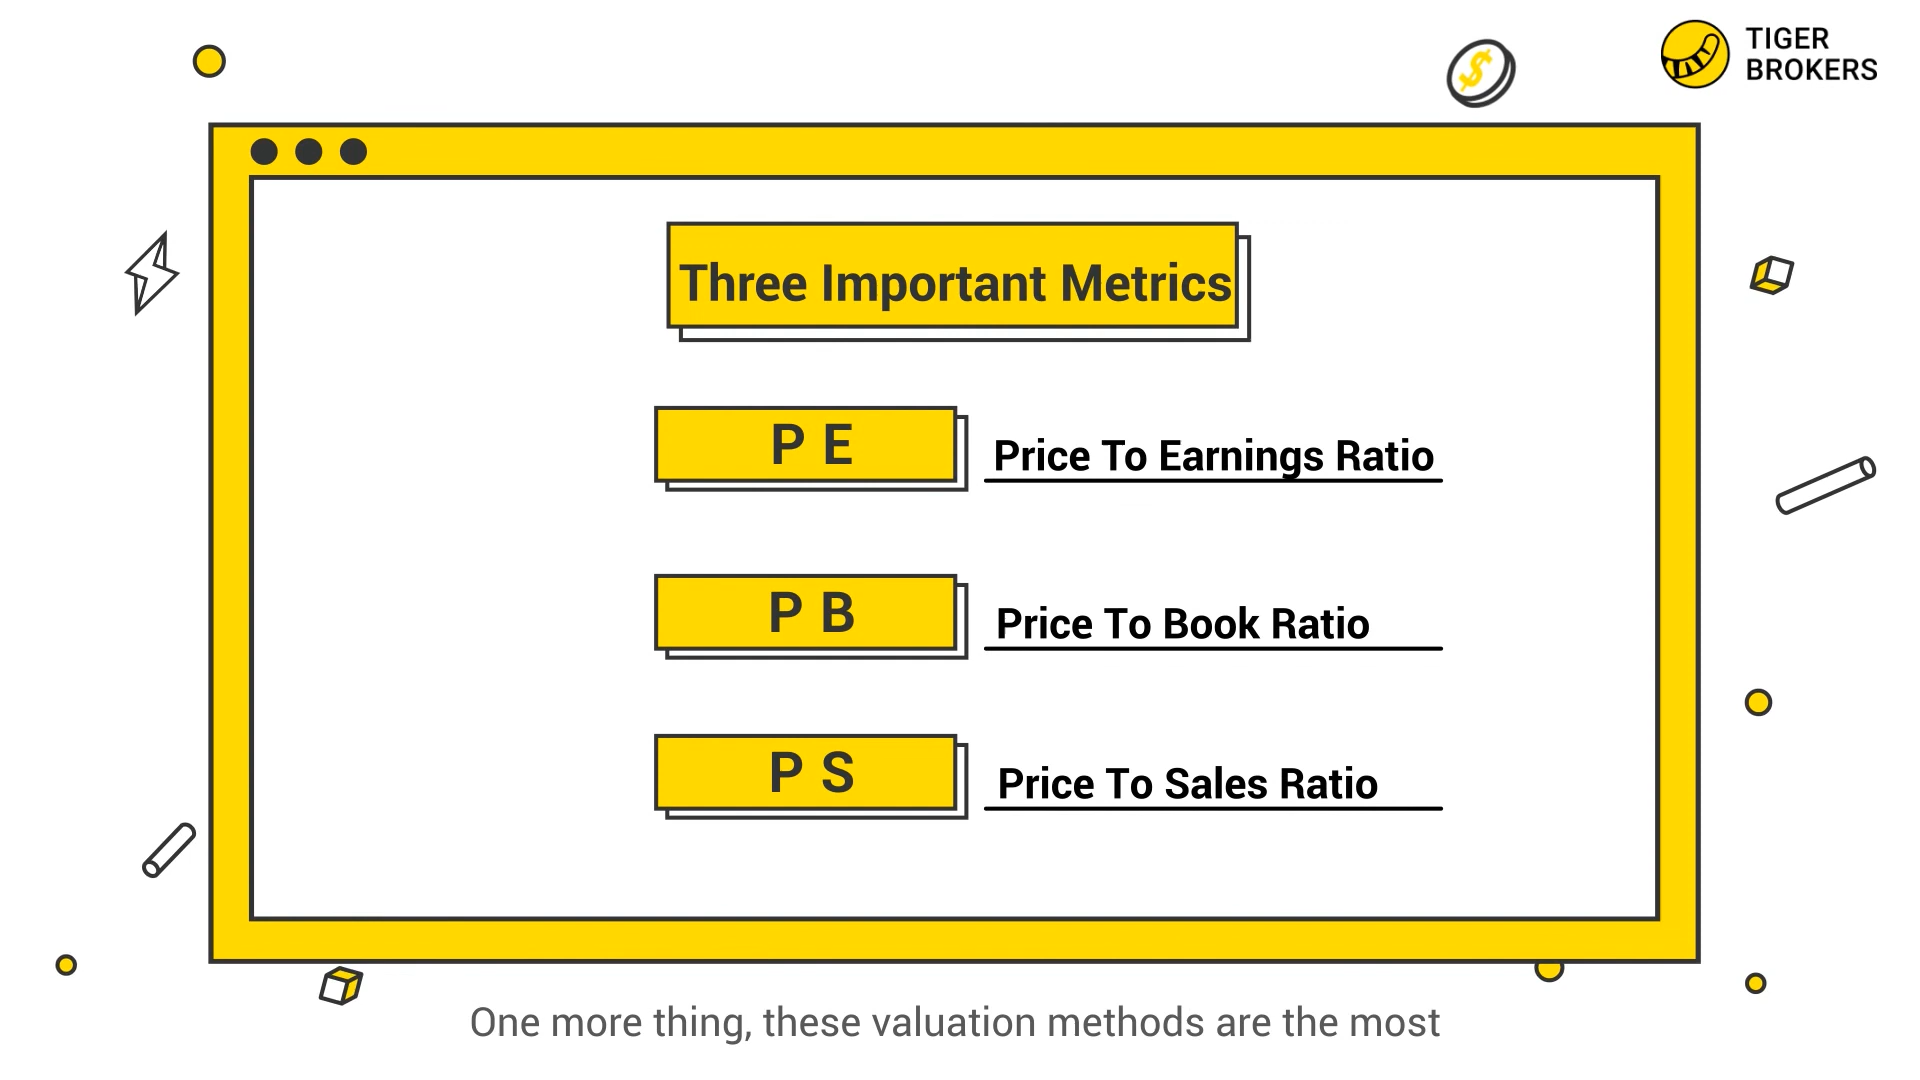 TIGER
BROKERS
$
Three Important Metrics
P E
Price To Earnings Ratio
P B
Price To Book Ratio
P S
Price To Sales Ratio
One more thing, these valuation methods are the most